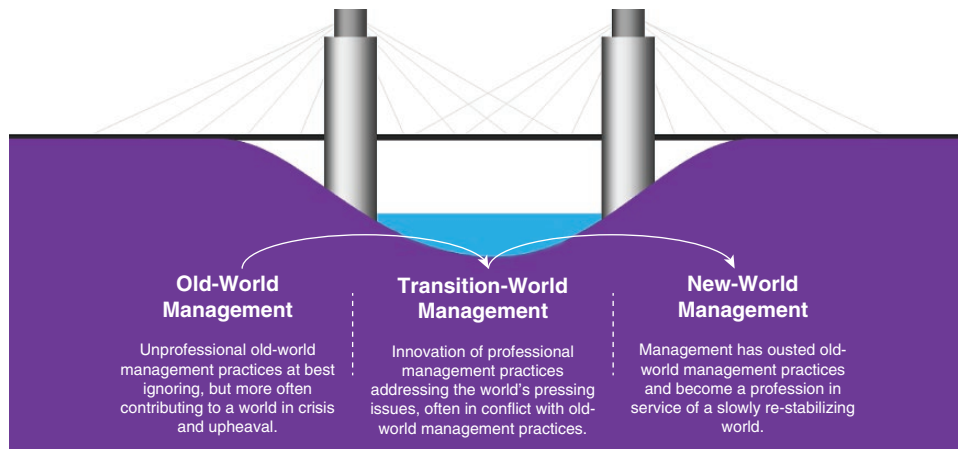 Old-World
Management
Unprofessional old-world
management practices at best
ignoring, but more often
contributing to a world in crisis
and upheaval.
Transition-World
Management
Innovation of professional
management practices
addressing the world’s pressing
issues, often in conflict with old-
world management practices.
New-World
Management
Management has ousted old-
world management practices
and become a profession in
service of a slowly re-stabilizing
world.